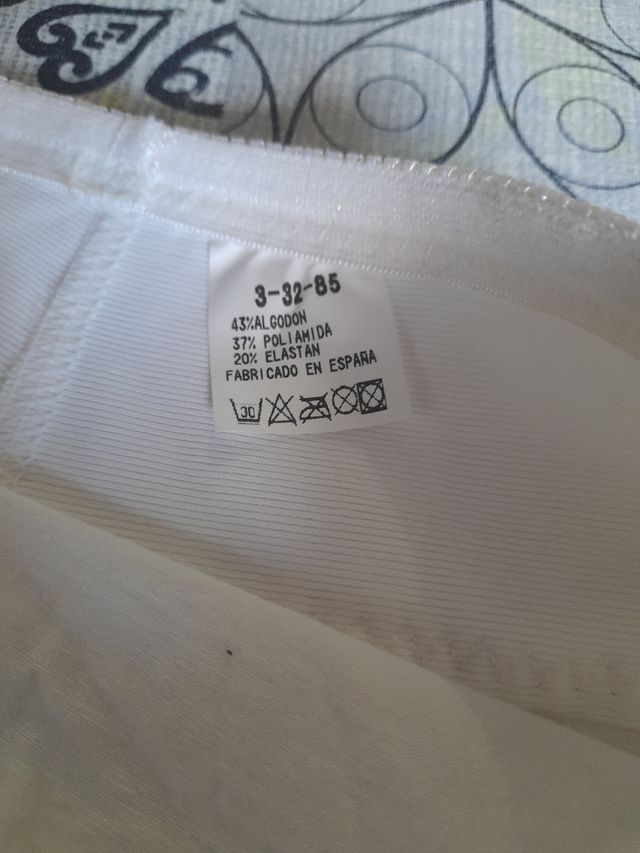 3-32-85
43%ALGODON
37% POLIAMIDA
20% ELASTAN
FABRICADO EN ESPAÑA
30